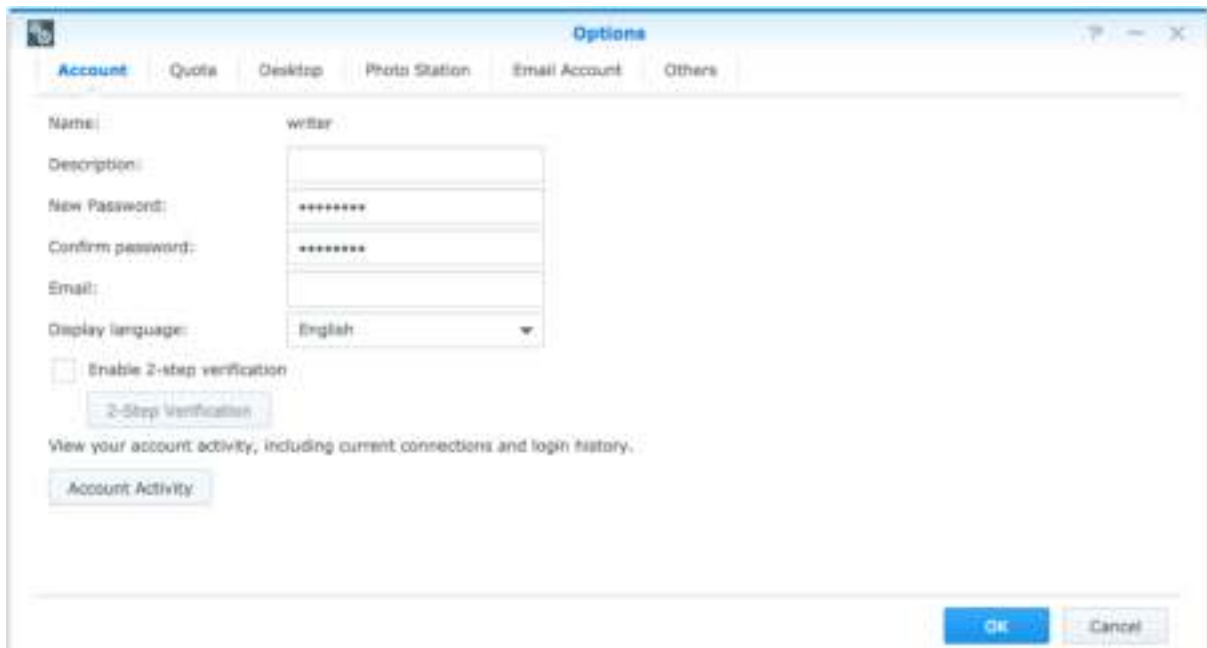 Options
Account Quota Desktop Photo Station Email Account Others
Name: writer
Description:
New Password: ••••••••
Confirm password: ••••••••
Email:
Display language: English
Enable 2-step verification
2-Step Verification
View your account activity, including current connections and login history.
Account Activity
OK Cancel